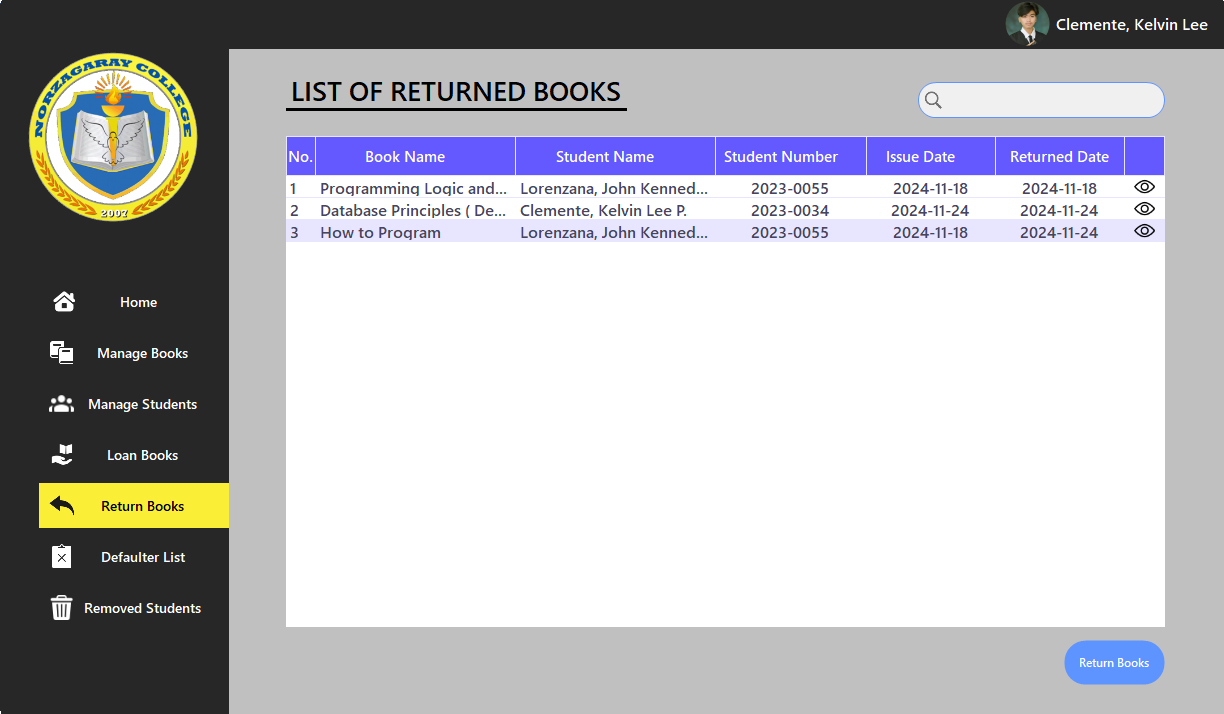 Clemente, Kelvin Lee
NORZAGARAY COLLEGE
2007
LIST OF RETURNED BOOKS
No. Book Name Student Name Student Number Issue Date Returned Date
1 Programming Logic and... Lorenzana, John Kenned... 2023-0055 2024-11-18 2024-11-18
2 Database Principles ( De... Clemente, Kelvin Lee P. 2023-0034 2024-11-24 2024-11-24
3 How to Program Lorenzana, John Kenned... 2023-0055 2024-11-18 2024-11-24
Home
Manage Books
Manage Students
Loan Books
Return Books
Defaulter List
Removed Students
Return Books